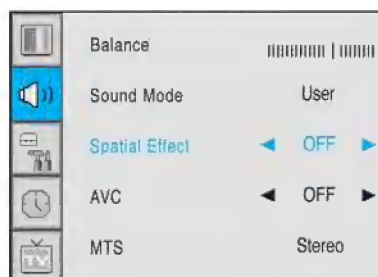 Balance
Sound Mode User
Spatial Effect OFF
AVC OFF
MTS Stereo